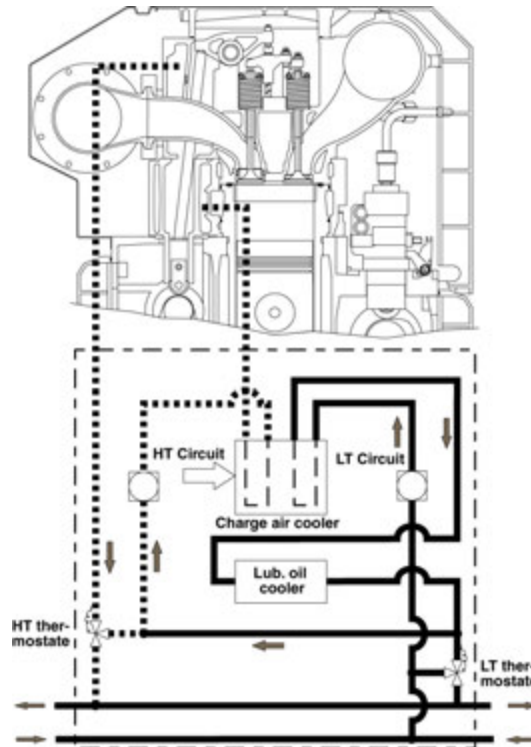 HT Circuit
LT Circuit
Charge air cooler
Lub. oil
cooler
HT ther-
mostate
LT ther-
mostate